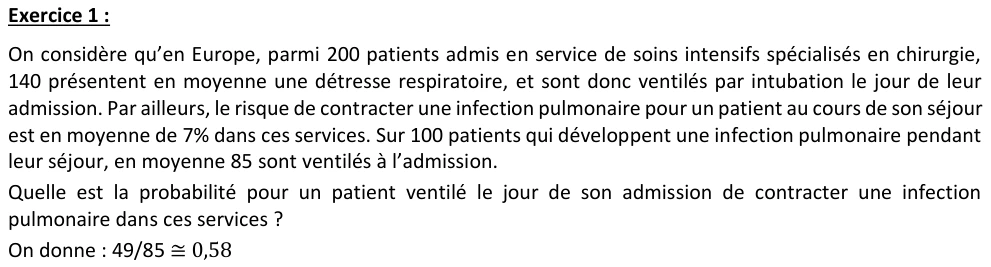 Exercice 1 :
On considère qu’en Europe, parmi 200 patients admis en service de soins intensifs spécialisés en chirurgie,
140 présentent en moyenne une détresse respiratoire, et sont donc ventilés par intubation le jour de leur
admission. Par ailleurs, le risque de contracter une infection pulmonaire pour un patient au cours de son séjour
est en moyenne de 7% dans ces services. Sur 100 patients qui développent une infection pulmonaire pendant
leur séjour, en moyenne 85 sont ventilés à l’admission.
Quelle est la probabilité pour un patient ventilé le jour de son admission de contracter une infection
pulmonaire dans ces services ?
On donne : 49/85 ≅ 0,58